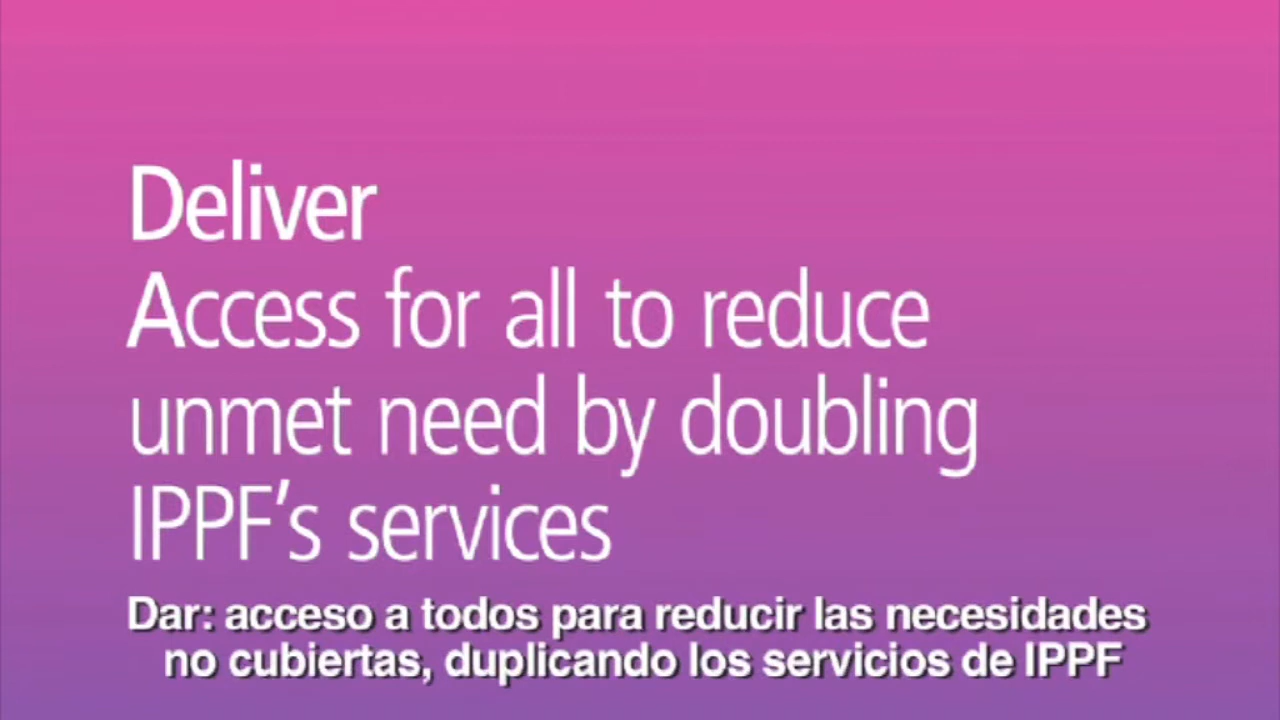 Deliver
Access for all to reduce
unmet need by doubling
IPPF’s services
Dar: acceso a todos para reducir las necesidades
no cubiertas, duplicando los servicios de IPPF